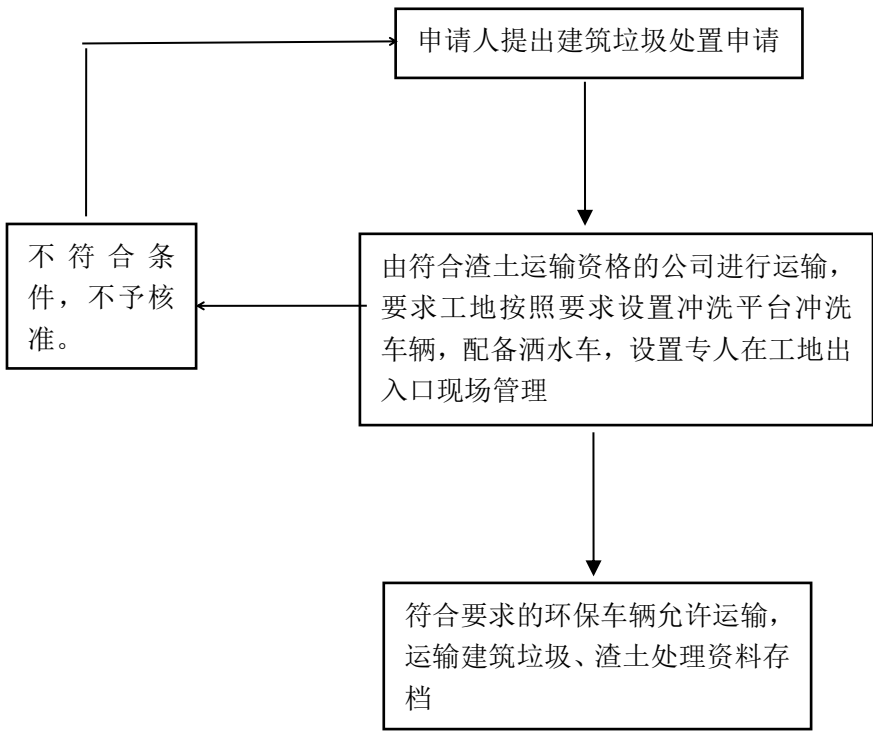 申请人提出建筑垃圾处置申请
不符合条
件，不予核
准。
由符合渣土运输资格的公司进行运输，
要求工地按照要求设置冲洗平台冲洗
车辆，配备洒水车，设置专人在工地出
入口现场管理
符合要求的环保车辆允许运输，
运输建筑垃圾、渣土处理资料存
档